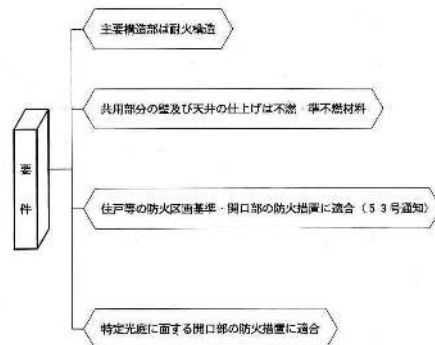 主要構造部は耐火構造
共用部分の壁及び天井の仕上げは不燃・準不燃材料
要件
住戸等の防火区画基準・開口部の防火措置に適合（５３号通知）
特定光庭に面する開口部の防火措置に適合